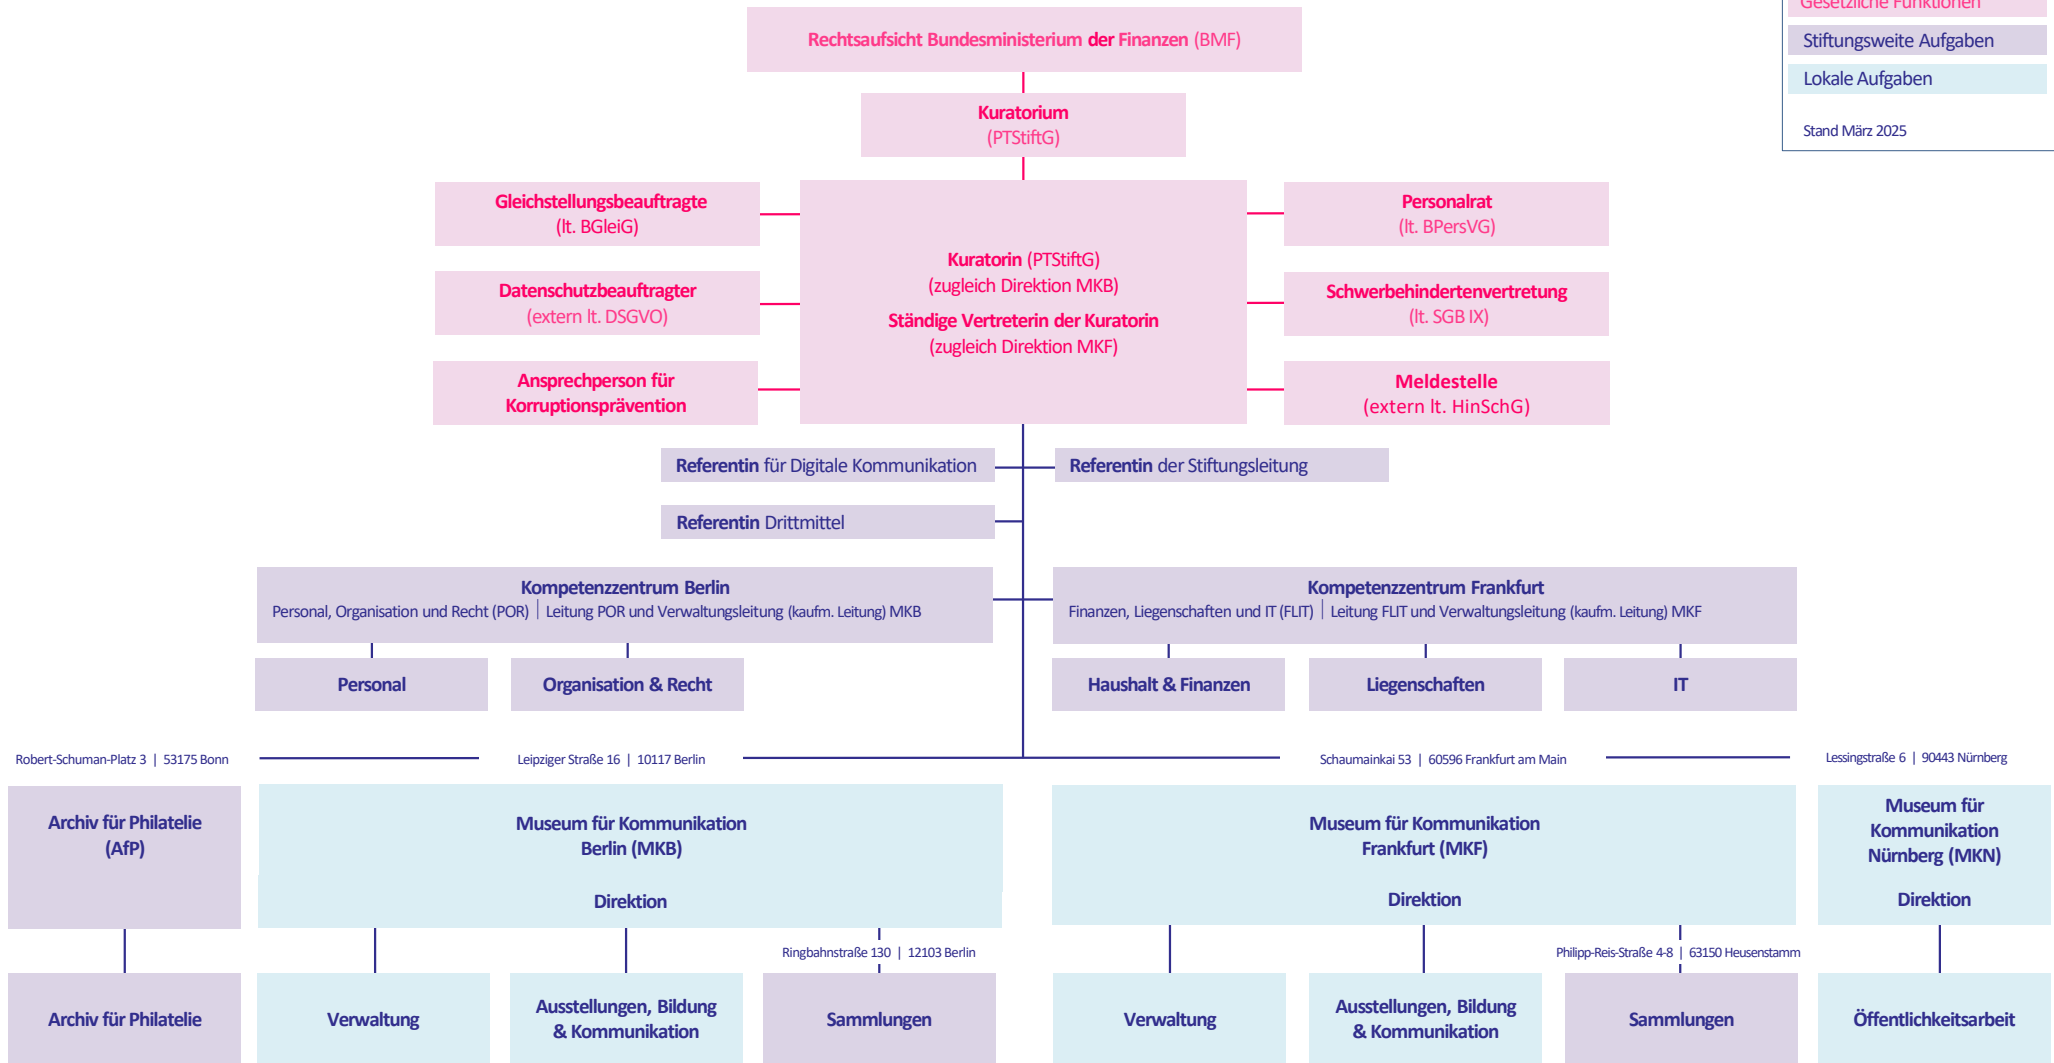 Gesetzliche Funktionen
Stiftungsweite Aufgaben
Lokale Aufgaben
Stand März 2025
Rechtsaufsicht Bundesministerium der Finanzen (BMF)
Kuratorium
(PTStiftG)
Gleichstellungsbeauftragte
(lt. BGleiG)
Datenschutzbeauftragter
(extern lt. DSGVO)
Ansprechperson für
Korruptionsprävention
Kuratorin (PTStiftG)
(zugleich Direktion MKB)
Ständige Vertreterin der Kuratorin
(zugleich Direktion MKF)
Personalrat
(lt. BPersVG)
Schwerbehindertenvertretung
(lt. SGB IX)
Meldestelle
(extern lt. HinSchG)
Referentin für Digitale Kommunikation
Referentin der Stiftungsleitung
Referentin Drittmittel
Kompetenzzentrum Berlin
Personal, Organisation und Recht (POR) | Leitung POR und Verwaltungsleitung (kaufm. Leitung) MKB
Kompetenzzentrum Frankfurt
Finanzen, Liegenschaften und IT (FLIT) | Leitung FLIT und Verwaltungsleitung (kaufm. Leitung) MKF
Personal
Organisation & Recht
Haushalt & Finanzen
Liegenschaften
IT
Robert-Schuman-Platz 3 | 53175 Bonn
Leipziger Straße 16 | 10117 Berlin
Schaumainkai 53 | 60596 Frankfurt am Main
Lessingstraße 6 | 90443 Nürnberg
Archiv für Philatelie
(AfP)
Museum für Kommunikation
Berlin (MKB)
Direktion
Museum für Kommunikation
Frankfurt (MKF)
Direktion
Museum für
Kommunikation
Nürnberg (MKN)
Direktion
Ringbahnstraße 130 | 12103 Berlin
Philipp-Reis-Straße 4-8 | 63150 Heusenstamm
Archiv für Philatelie
Verwaltung
Ausstellungen, Bildung
& Kommunikation
Sammlungen
Verwaltung
Ausstellungen, Bildung
& Kommunikation
Sammlungen
Öffentlichkeitsarbeit